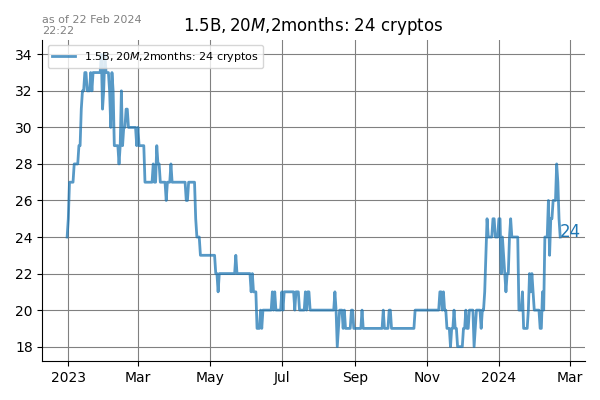 as of 22 Feb 2024
22:22
1.5B, 20M,2months: 24 cryptos
1.5B, 20M,2months: 24 cryptos
34
32
30
28
26
24
22
20
18
24
2023
Mar
May
Jul
Sep
Nov
2024
Mar